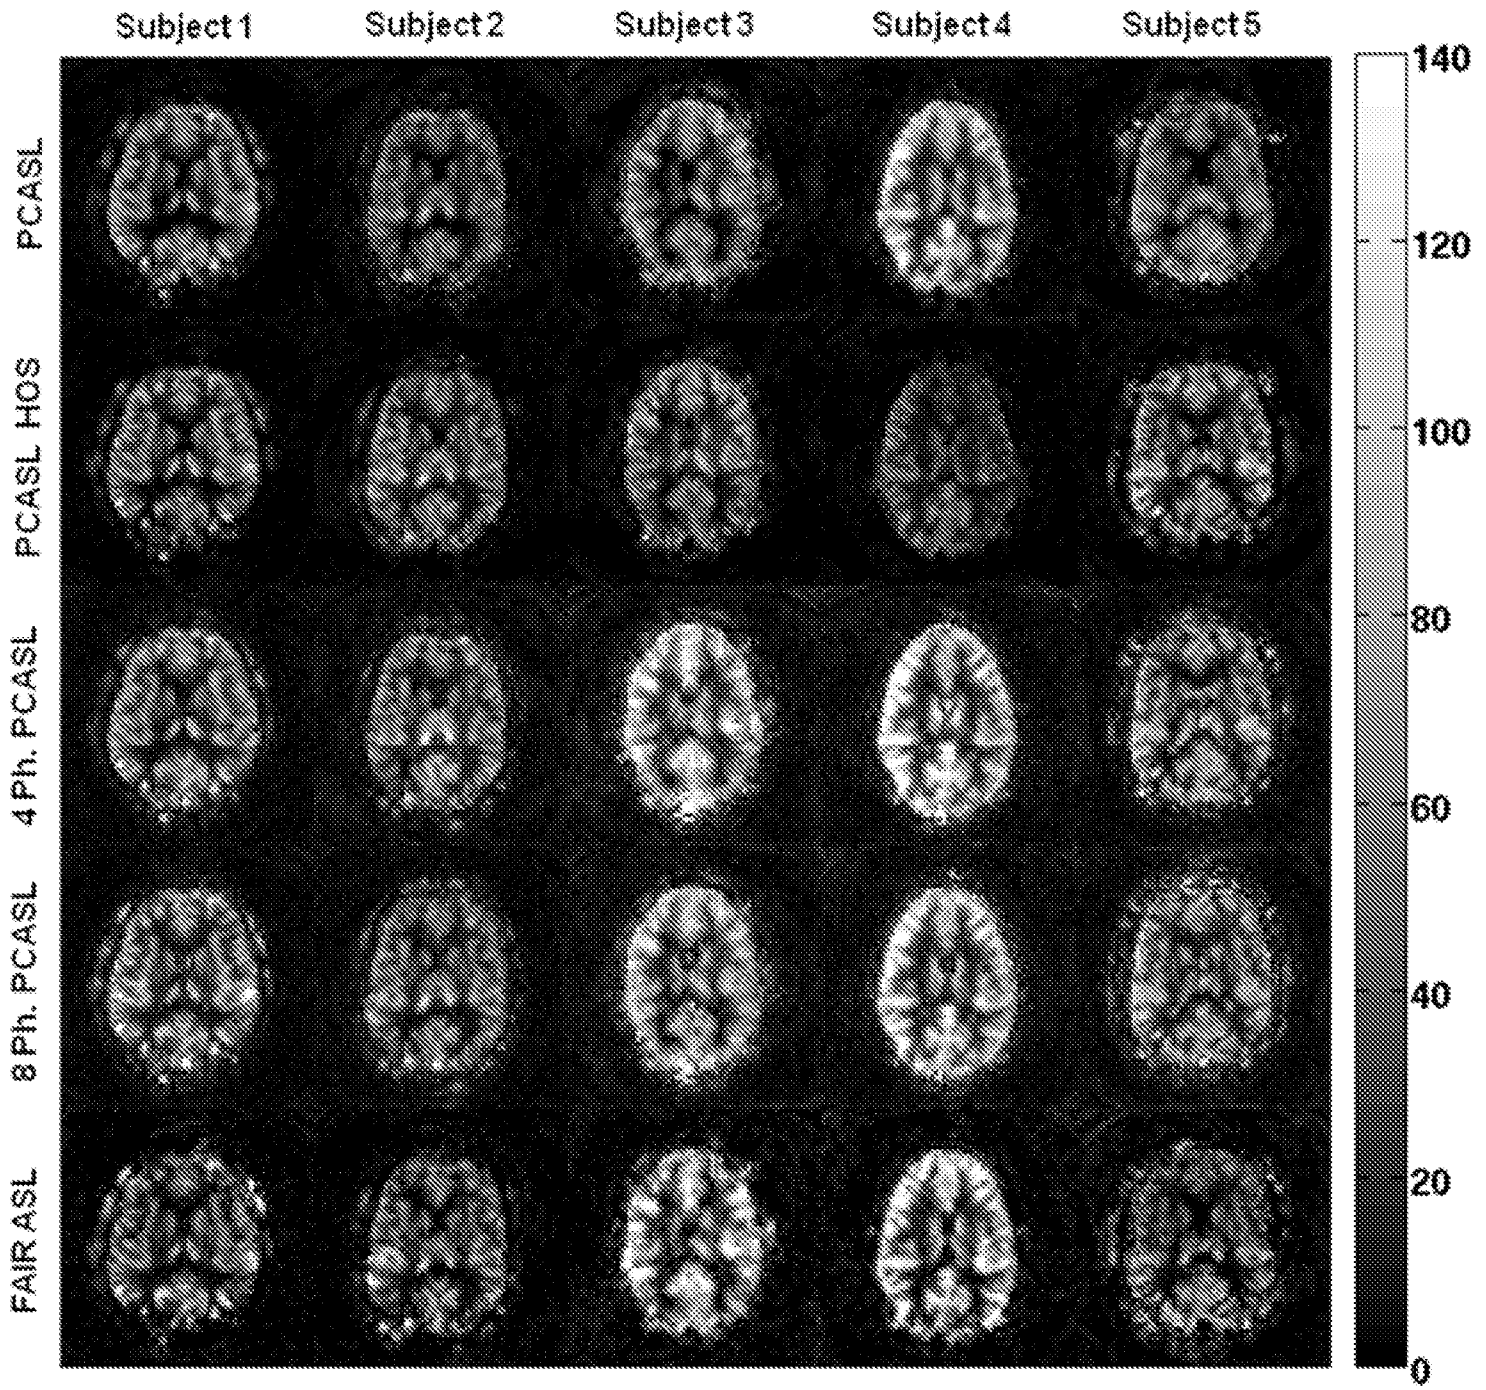 Subject 1 Subject 2 Subject 3 Subject 4 Subject 5
PCASL
PCASL HOS
4 Ph. PCASL
8 Ph. PCASL
FAIR ASL
140
120
100
80
60
40
20
0